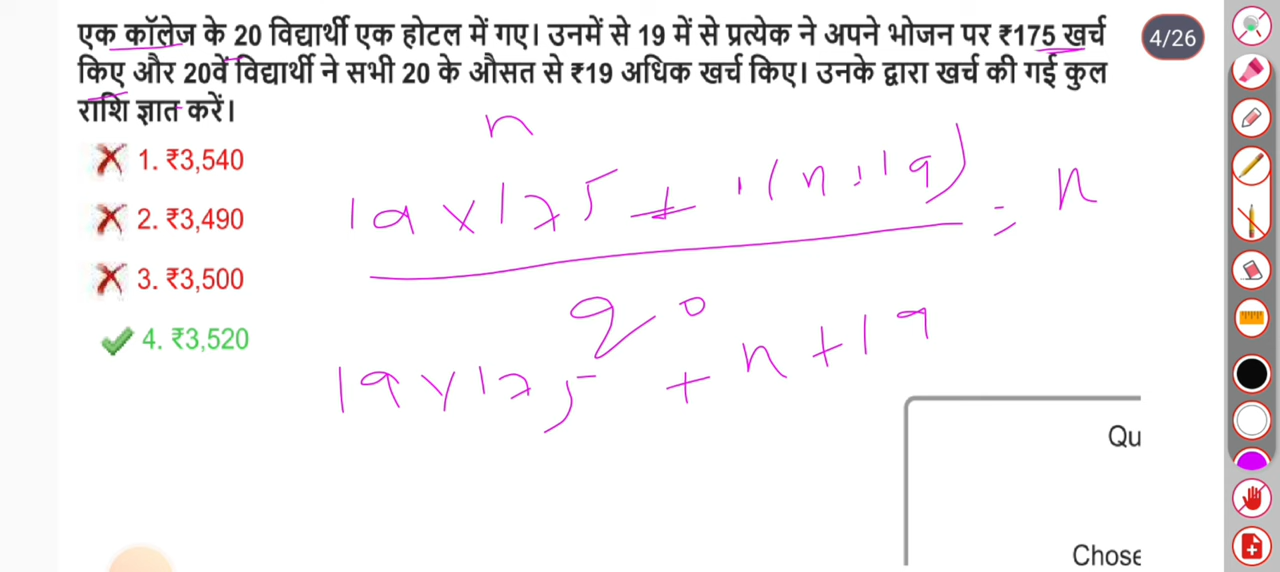 एक कॉलेज के 20 विद्यार्थी एक होटल में गए। उनमें से 19 में से प्रत्येक ने अपने भोजन पर ₹175 खर्च
किए और 20वें विद्यार्थी ने सभी 20 के औसत से ₹19 अधिक खर्च किए। उनके द्वारा खर्च की गई कुल
राशि ज्ञात करें।
4/26
n
1. ₹3,540
2. ₹3,490
3. ₹3,500
4. ₹3,520
19 x 175 + 1(n+19) = n
20
19 x 175 + n + 19
Qu
Chose